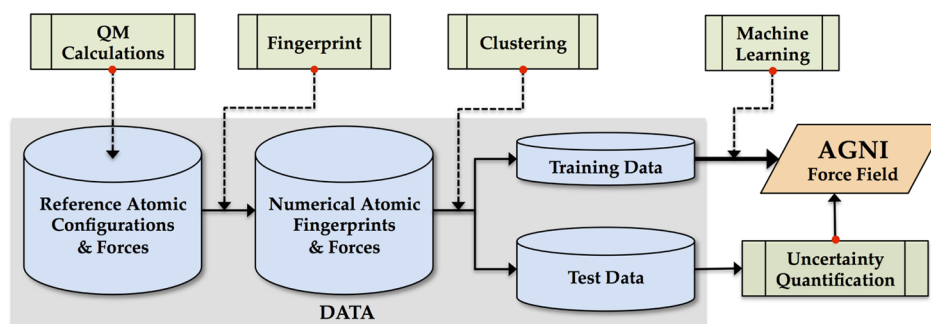 QM
Calculations
Fingerprint
Clustering
Machine
Learning
Reference Atomic
Configurations
& Forces
Numerical Atomic
Fingerprints
& Forces
Training Data
Test Data
AGNI
Force Field
Uncertainty
Quantification
DATA